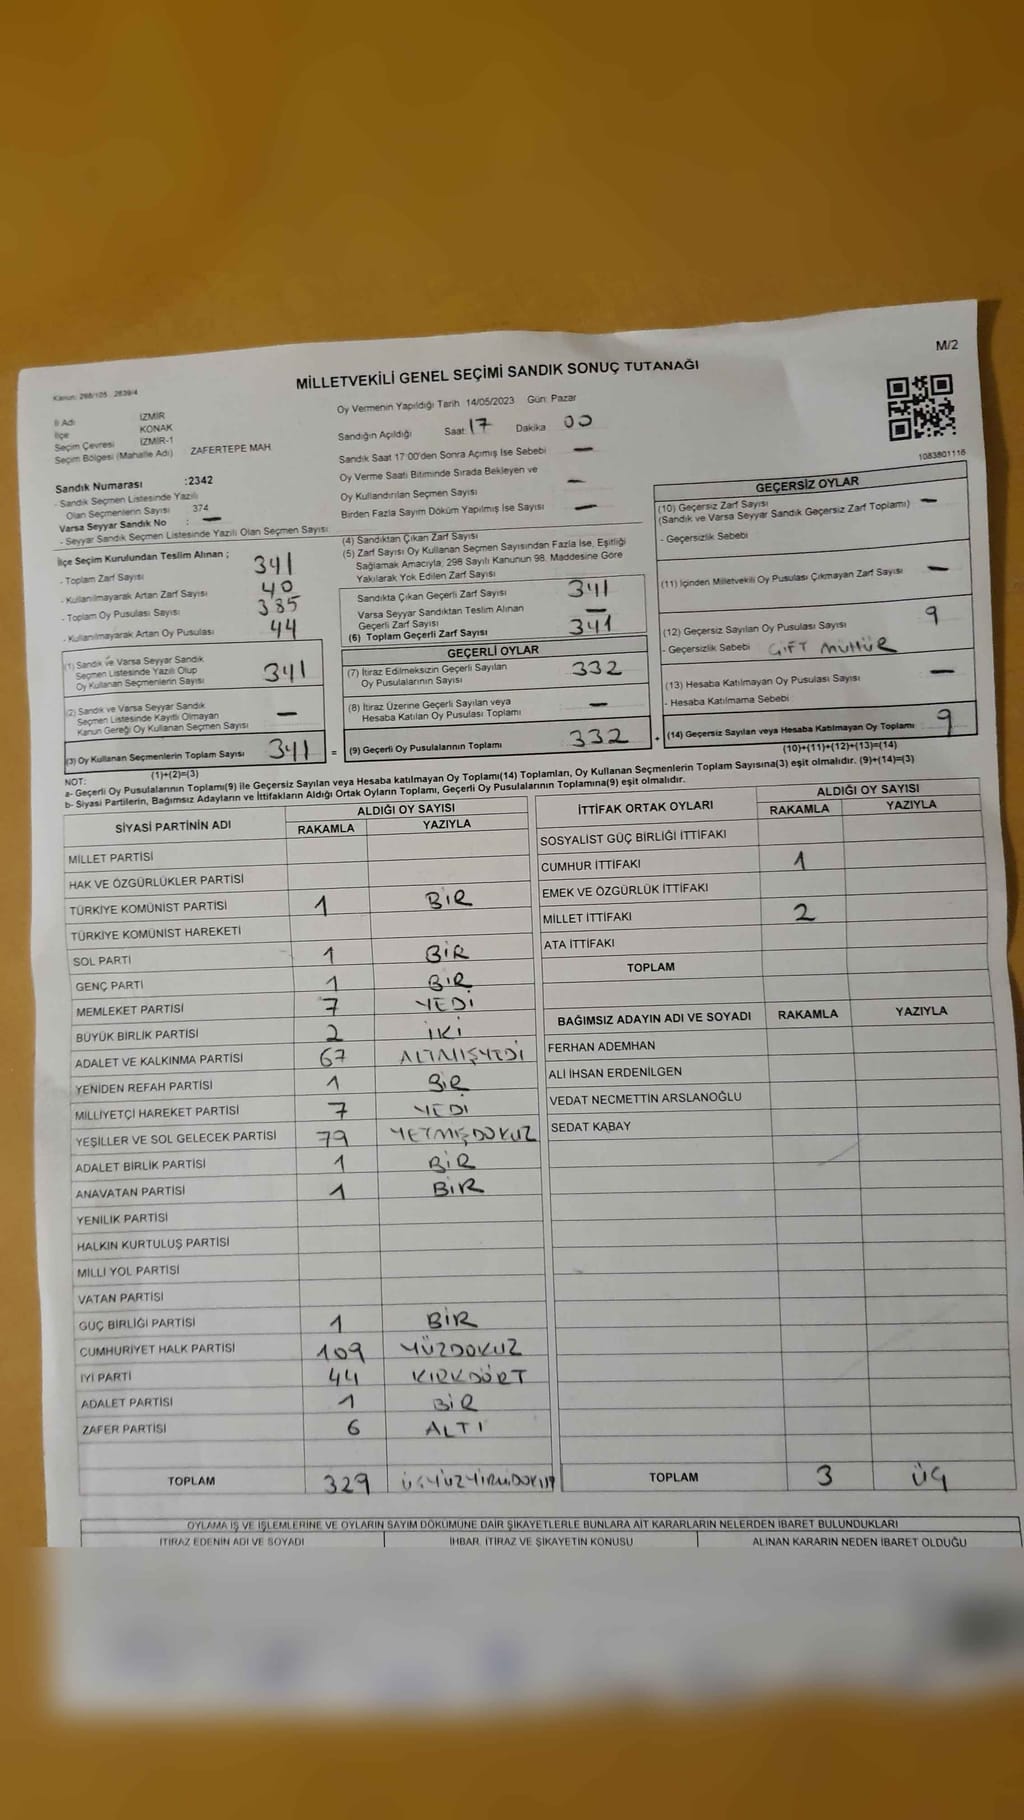 M/2
Kanun: 298/105 , 2839/4
MİLLETVEKİLİ GENEL SEÇİMİ SANDIK SONUÇ TUTANAĞI
İl Adı İZMİR
İlçe KONAK
Seçim Çevresi İZMİR-1
Seçim Bölgesi (Mahalle Adı) ZAFERTEPE MAH.
Oy Vermenin Yapıldığı Tarih 14/05/2023 Gün: Pazar
Sandığın Açıldığı Saat 17 Dakika 00
Sandık Saat 17:00'den Sonra Açımış İse Sebebi —
Oy Verme Saati Bitiminde Sırada Bekleyen ve
Oy Kullandırılan Seçmen Sayısı —
Birden Fazla Sayım Döküm Yapılmış İse Sayısı —
1083801116
Sandık Numarası :2342
- Sandık Seçmen Listesinde Yazılı
Olan Seçmenlerin Sayısı 374
Varsa Seyyar Sandık No : —
- Seyyar Sandık Seçmen Listesinde Yazılı Olan Seçmen Sayısı:
İlçe Seçim Kurulundan Teslim Alınan ;
- Toplam Zarf Sayısı 341
- Kullanılmayarak Artan Zarf Sayısı 40
- Toplam Oy Pusulası Sayısı 385
- Kullanılmayarak Artan Oy Pusulası 44
(1) Sandık ve Varsa Seyyar Sandık
Seçmen Listesinde Yazılı Olup
Oy Kullanan Seçmenlerin Sayısı 341
(2) Sandık ve Varsa Seyyar Sandık
Seçmen Listesinde Kayıtlı Olmayan
Kanun Gereği Oy Kullanan Seçmen Sayısı —
(3) Oy Kullanan Seçmenlerin Toplam Sayısı 341 =
(1)+(2)=(3)
(4) Sandıktan Çıkan Zarf Sayısı
(5) Zarf Sayısı Oy Kullanan Seçmen Sayısından Fazla İse, Eşitliği
Sağlamak Amacıyla, 298 Sayılı Kanunun 98. Maddesine Göre
Yakılarak Yok Edilen Zarf Sayısı
Sandıkta Çıkan Geçerli Zarf Sayısı 341
Varsa Seyyar Sandıktan Teslim Alınan
Geçerli Zarf Sayısı —
(6) Toplam Geçerli Zarf Sayısı 341
GEÇERLİ OYLAR
(7) İtiraz Edilmeksizin Geçerli Sayılan
Oy Pusulalarının Sayısı 332
(8) İtiraz Üzerine Geçerli Sayılan veya
Hesaba Katılan Oy Pusulası Toplamı —
(9) Geçerli Oy Pusulalarının Toplamı 332 +
GEÇERSİZ OYLAR
(10) Geçersiz Zarf Sayısı —
(Sandık ve Varsa Seyyar Sandık Geçersiz Zarf Toplamı)
- Geçersizlik Sebebi
(11) İçinden Milletvekili Oy Pusulası Çıkmayan Zarf Sayısı —
(12) Geçersiz Sayılan Oy Pusulası Sayısı 9
- Geçersizlik Sebebi ÇİFT MÜHÜR
(13) Hesaba Katılmayan Oy Pusulası Sayısı —
- Hesaba Katılmama Sebebi
(14) Geçersiz Sayılan veya Hesaba Katılmayan Oy Toplamı 9
(10)+(11)+(12)+(13)=(14)
NOT:
a- Geçerli Oy Pusulalarının Toplamı(9) ile Geçersiz Sayılan veya Hesaba katılmayan Oy Toplamı(14) Toplamları, Oy Kullanan Seçmenlerin Toplam Sayısına(3) eşit olmalıdır. (9)+(14)=(3)
b- Siyasi Partilerin, Bağımsız Adayların ve İttifakların Aldığı Ortak Oyların Toplamı, Geçerli Oy Pusulalarının Toplamına(9) eşit olmalıdır.
SİYASİ PARTİNİN ADI ALDIĞI OY SAYISI
RAKAMLA YAZIYLA
MİLLET PARTİSİ
HAK VE ÖZGÜRLÜKLER PARTİSİ
TÜRKİYE KOMÜNİST PARTİSİ 1 BİR
TÜRKİYE KOMÜNİST HAREKETİ
SOL PARTİ 1 BİR
GENÇ PARTİ 1 BİR
MEMLEKET PARTİSİ 7 YEDİ
BÜYÜK BİRLİK PARTİSİ 2 İKİ
ADALET VE KALKINMA PARTİSİ 67 ALTMIŞYEDİ
YENİDEN REFAH PARTİSİ 1 BİR
MİLLİYETÇİ HAREKET PARTİSİ 7 YEDİ
YEŞİLLER VE SOL GELECEK PARTİSİ 79 YETMİŞDOKUZ
ADALET BİRLİK PARTİSİ 1 BİR
ANAVATAN PARTİSİ 1 BİR
YENİLİK PARTİSİ
HALKIN KURTULUŞ PARTİSİ
MİLLİ YOL PARTİSİ
VATAN PARTİSİ
GÜÇ BİRLİĞİ PARTİSİ 1 BİR
CUMHURİYET HALK PARTİSİ 109 YÜZDOKUZ
İYİ PARTİ 44 KIRKDÖRT
ADALET PARTİSİ 1 BİR
ZAFER PARTİSİ 6 ALTI
TOPLAM 329
İTTİFAK ORTAK OYLARI ALDIĞI OY SAYISI
RAKAMLA YAZIYLA
SOSYALİST GÜÇ BİRLİĞİ İTTİFAKI
CUMHUR İTTİFAKI 1
EMEK VE ÖZGÜRLÜK İTTİFAKI
MİLLET İTTİFAKI 2
ATA İTTİFAKI
TOPLAM
BAĞIMSIZ ADAYIN ADI VE SOYADI RAKAMLA YAZIYLA
FERHAN ADEMHAN
ALİ İHSAN ERDENİLGEN
VEDAT NECMETTİN ARSLANOĞLU
SEDAT KABAY
TOPLAM 3 ÜÇ
OYLAMA İŞ VE İŞLEMLERİNE VE OYLARIN SAYIM DÖKÜMÜNE DAİR ŞİKAYETLERLE BUNLARA AİT KARARLARIN NELERDEN İBARET BULUNDUKLARI
İTİRAZ EDENİN ADI VE SOYADI İHBAR, İTİRAZ VE ŞİKAYETİN KONUSU ALINAN KARARIN NEDEN İBARET OLDUĞU